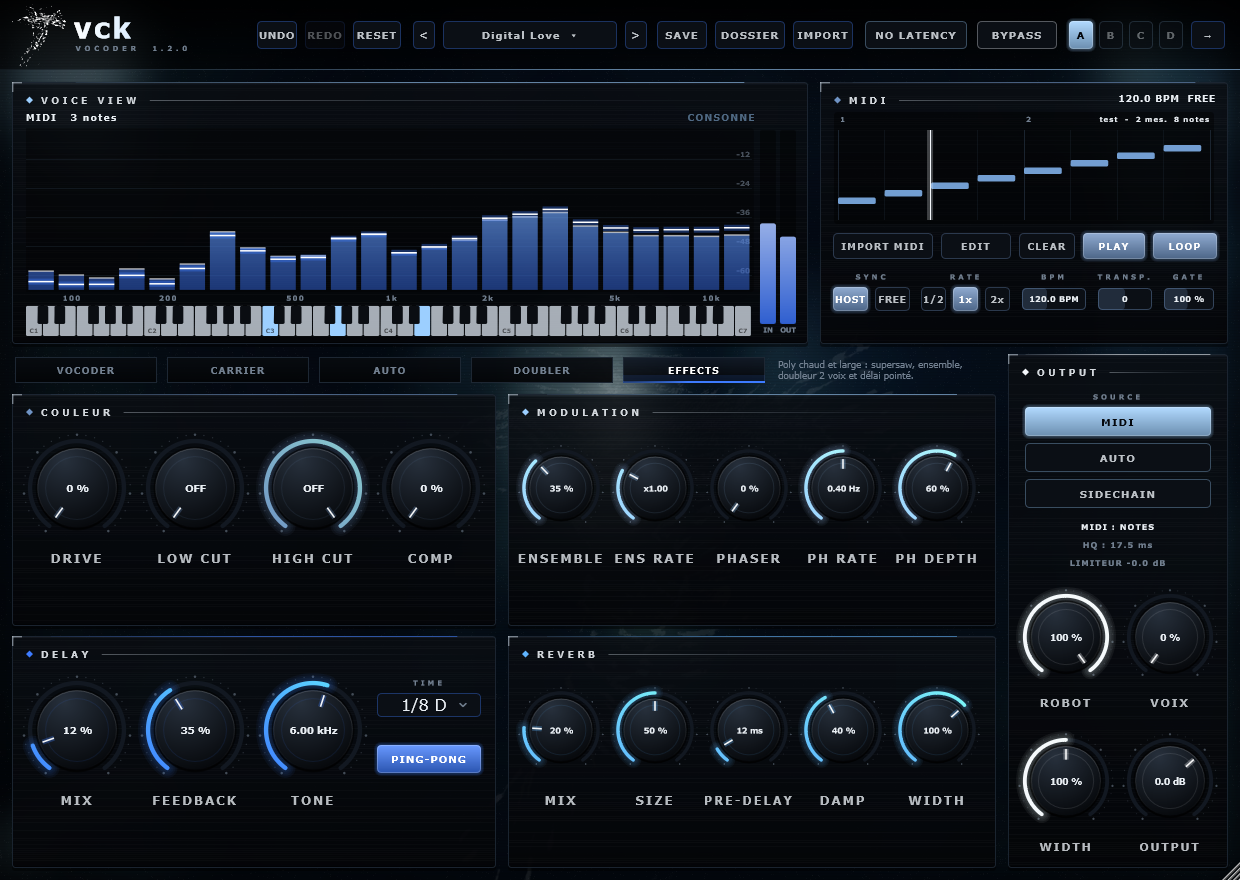 vck
VOCODER 1.2.0
UNDO REDO RESET < Digital Love > SAVE DOSSIER IMPORT NO LATENCY BYPASS A B C D →
VOICE VIEW
MIDI 3 notes CONSONNE
-12
-24
-36
-48
-60
100 200 500 1k 2k 5k 10k
C1 C2 C3 C4 C5 C6 C7
IN OUT
MIDI 120.0 BPM FREE
1 2 test - 2 mes. 8 notes
IMPORT MIDI EDIT CLEAR PLAY LOOP
SYNC RATE BPM TRANSP. GATE
HOST FREE 1/2 1x 2x 120.0 BPM 0 100 %
VOCODER CARRIER AUTO DOUBLER EFFECTS
Poly chaud et large : supersaw, ensemble,
doubleur 2 voix et délai pointé.
COULEUR
0 % OFF OFF 0 %
DRIVE LOW CUT HIGH CUT COMP
MODULATION
35 % x1.00 0 % 0.40 Hz 60 %
ENSEMBLE ENS RATE PHASER PH RATE PH DEPTH
DELAY
12 % 35 % 6.00 kHz
TIME
1/8 D
PING-PONG
MIX FEEDBACK TONE
REVERB
20 % 50 % 12 ms 40 % 100 %
MIX SIZE PRE-DELAY DAMP WIDTH
OUTPUT
SOURCE
MIDI
AUTO
SIDECHAIN
MIDI : NOTES
HQ : 17.5 ms
LIMITEUR -0.0 dB
100 % 0 %
ROBOT VOIX
100 % 0.0 dB
WIDTH OUTPUT